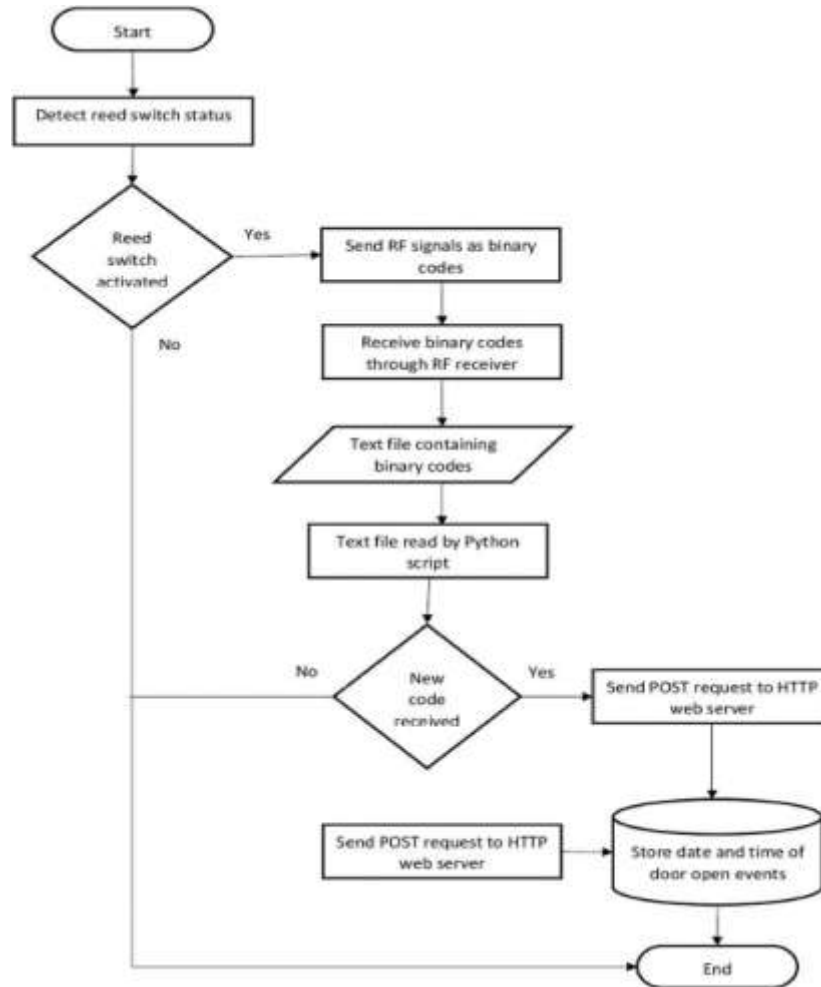 Start
Detect reed switch status
Reed
switch
activated
Yes
No
Send RF signals as binary
codes
Receive binary codes
through RF receiver
Text file containing
binary codes
Text file read by Python
script
No
New
code
received
Yes
Send POST request to HTTP
web server
Send POST request to HTTP
web server
Store date and time of
door open events
End